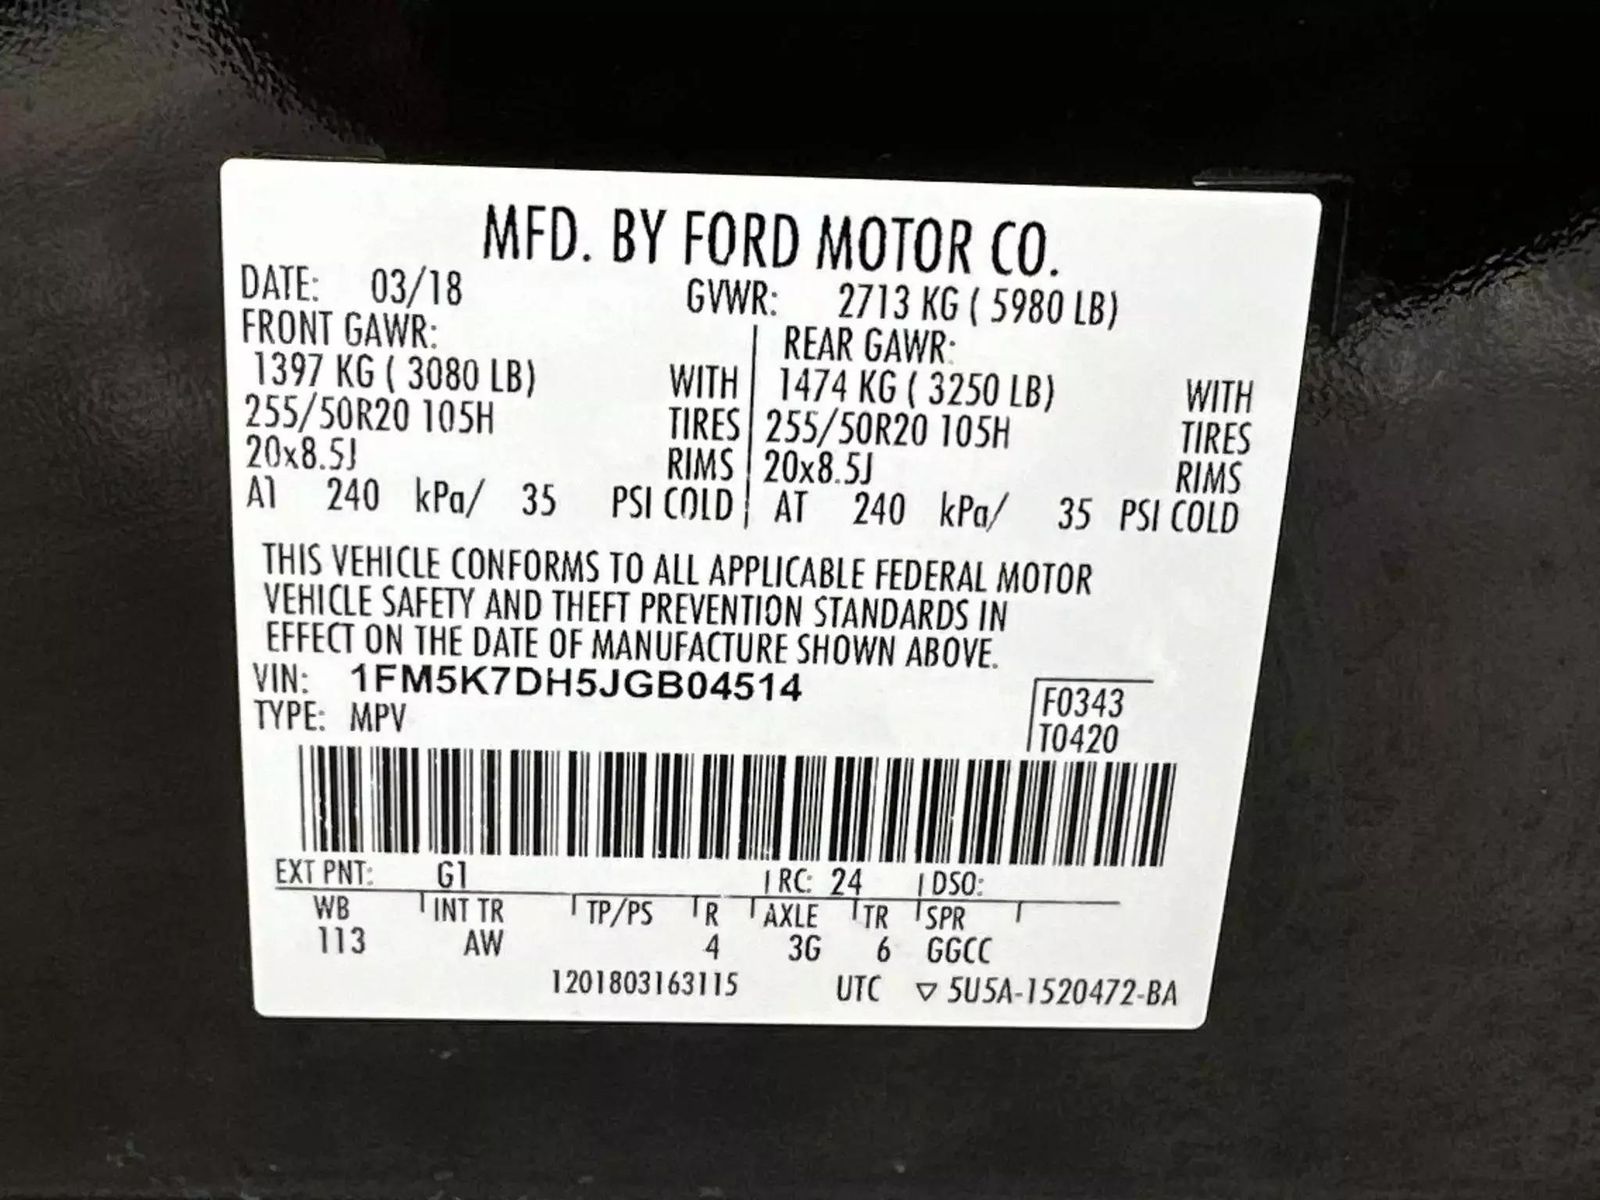 MFD. BY FORD MOTOR CO.
DATE: 03/18 GVWR: 2713 KG ( 5980 LB)
FRONT GAWR: REAR GAWR:
1397 KG ( 3080 LB) WITH 1474 KG ( 3250 LB) WITH
255/50R20 105H TIRES 255/50R20 105H TIRES
20x8.5J RIMS 20x8.5J RIMS
AT 240 kPa/ 35 PSI COLD AT 240 kPa/ 35 PSI COLD
THIS VEHICLE CONFORMS TO ALL APPLICABLE FEDERAL MOTOR
VEHICLE SAFETY AND THEFT PREVENTION STANDARDS IN
EFFECT ON THE DATE OF MANUFACTURE SHOWN ABOVE.
VIN: 1FM5K7DH5JGB04514 F0343
TYPE: MPV T0420
EXT PNT: G1 RC: 24 DSO:
WB INT TR TP/PS R AXLE TR SPR
113 AW 4 3G 6 GGCC
1201803163115 UTC ▽ 5U5A-1520472-BA